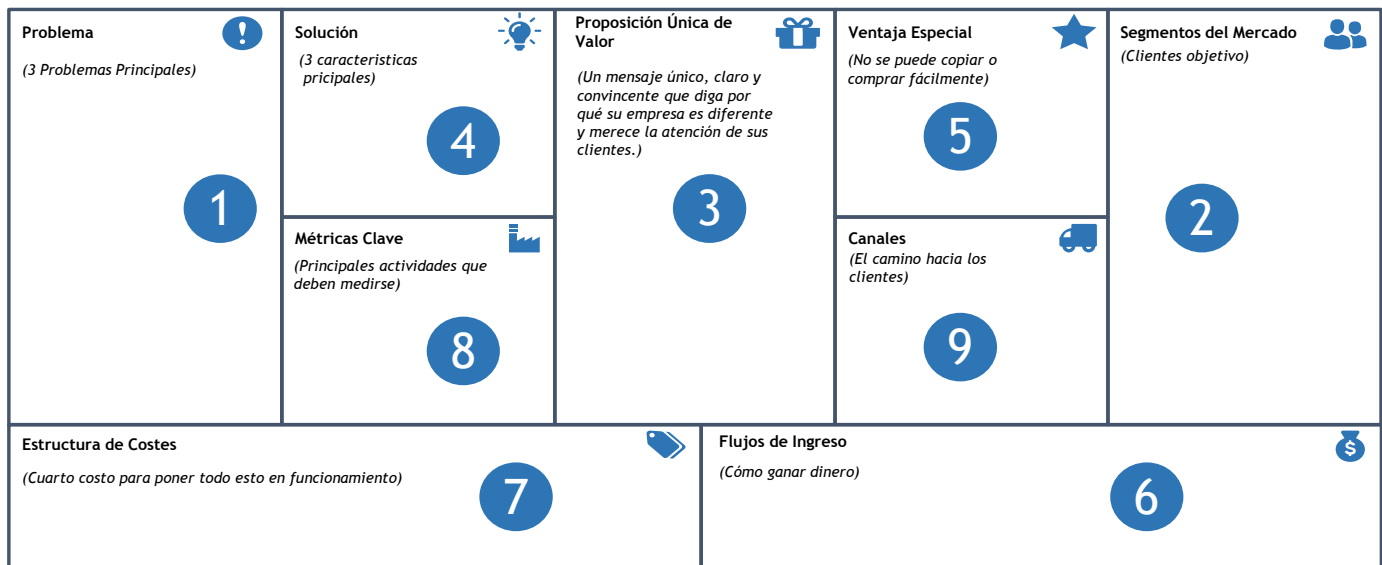 Problema
(3 Problemas Principales)
1
Solución
(3 caracteristicas
pricipales)
4
Métricas Clave
(Principales actividades que
deben medirse)
8
Proposición Única de
Valor
(Un mensaje único, claro y
convincente que diga por
qué su empresa es diferente
y merece la atención de sus
clientes.)
3
Ventaja Especial
(No se puede copiar o
comprar fácilmente)
5
Canales
(El camino hacia los
clientes)
9
Segmentos del Mercado
(Clientes objetivo)
2
Estructura de Costes
(Cuarto costo para poner todo esto en funcionamiento)
7
Flujos de Ingreso
(Cómo ganar dinero)
$
6